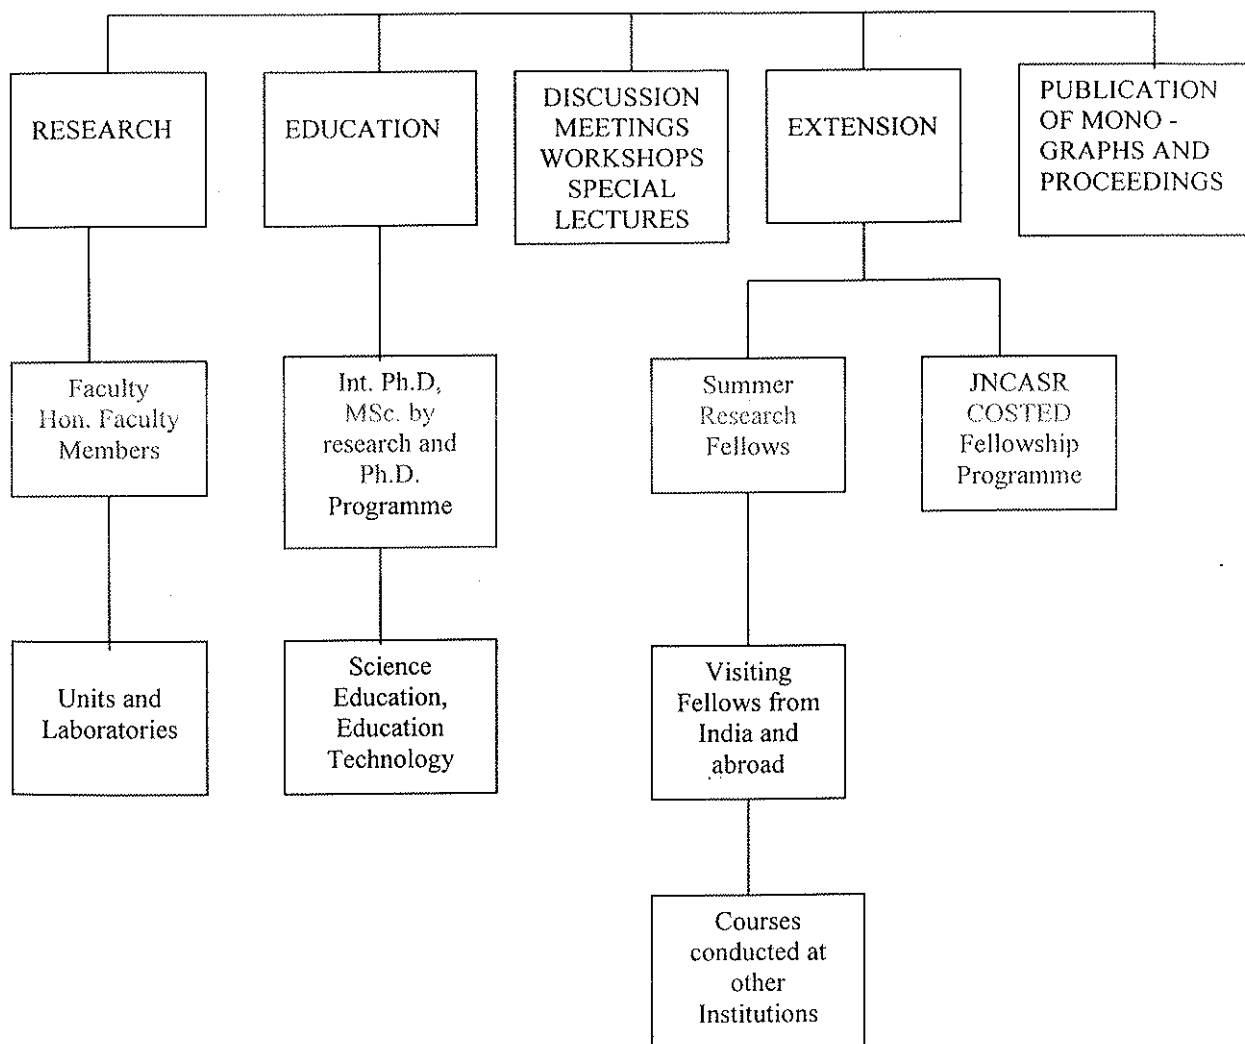 RESEARCH
EDUCATION
DISCUSSION
MEETINGS
WORKSHOPS
SPECIAL
LECTURES
EXTENSION
PUBLICATION
OF MONO -
GRAPHS AND
PROCEEDINGS
Faculty
Hon. Faculty
Members
Int. Ph.D,
MSc. by
research and
Ph.D.
Programme
Summer
Research
Fellows
JNCASR
COSTED
Fellowship
Programme
Units and
Laboratories
Science
Education,
Education
Technology
Visiting
Fellows from
India and
abroad
Courses
conducted at
other
Institutions